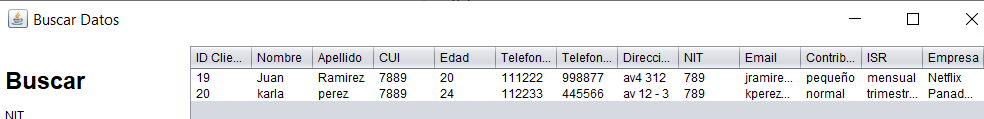 Buscar Datos
ID Clie... Nombre Apellido CUI Edad Telefon... Telefon... Direcci... NIT Email Contrib... ISR Empresa
19 Juan Ramirez 7889 20 111222 998877 av4 312 789 jramire... pequeño mensual Netflix
20 karla perez 7889 24 112233 445566 av 12 - 3 789 kperez... normal trimestr... Panad...
Buscar
NIT